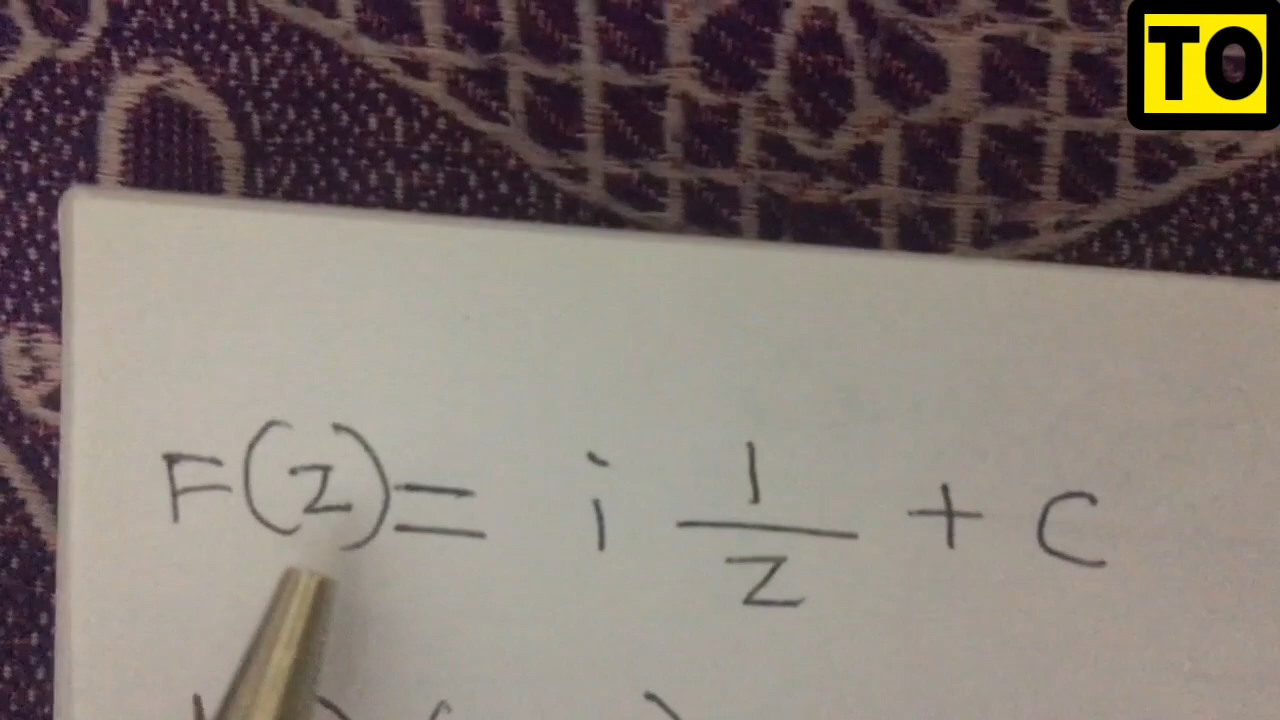 TO
F(z) = i 1/z + c